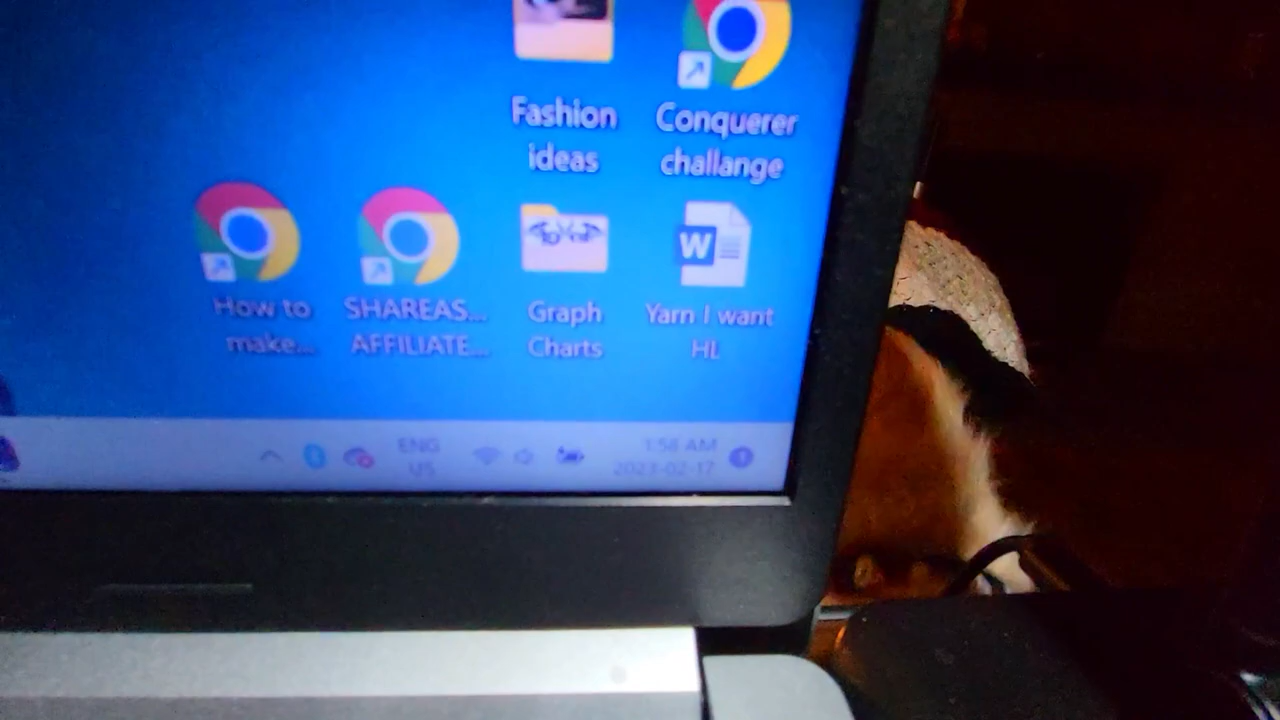 Fashion
ideas
Conquerer
challange
How to
make...
SHAREAS...
AFFILIATE...
Graph
Charts
W
Yarn I want
HL
ENG
US
1:58 AM
2023-02-17
1